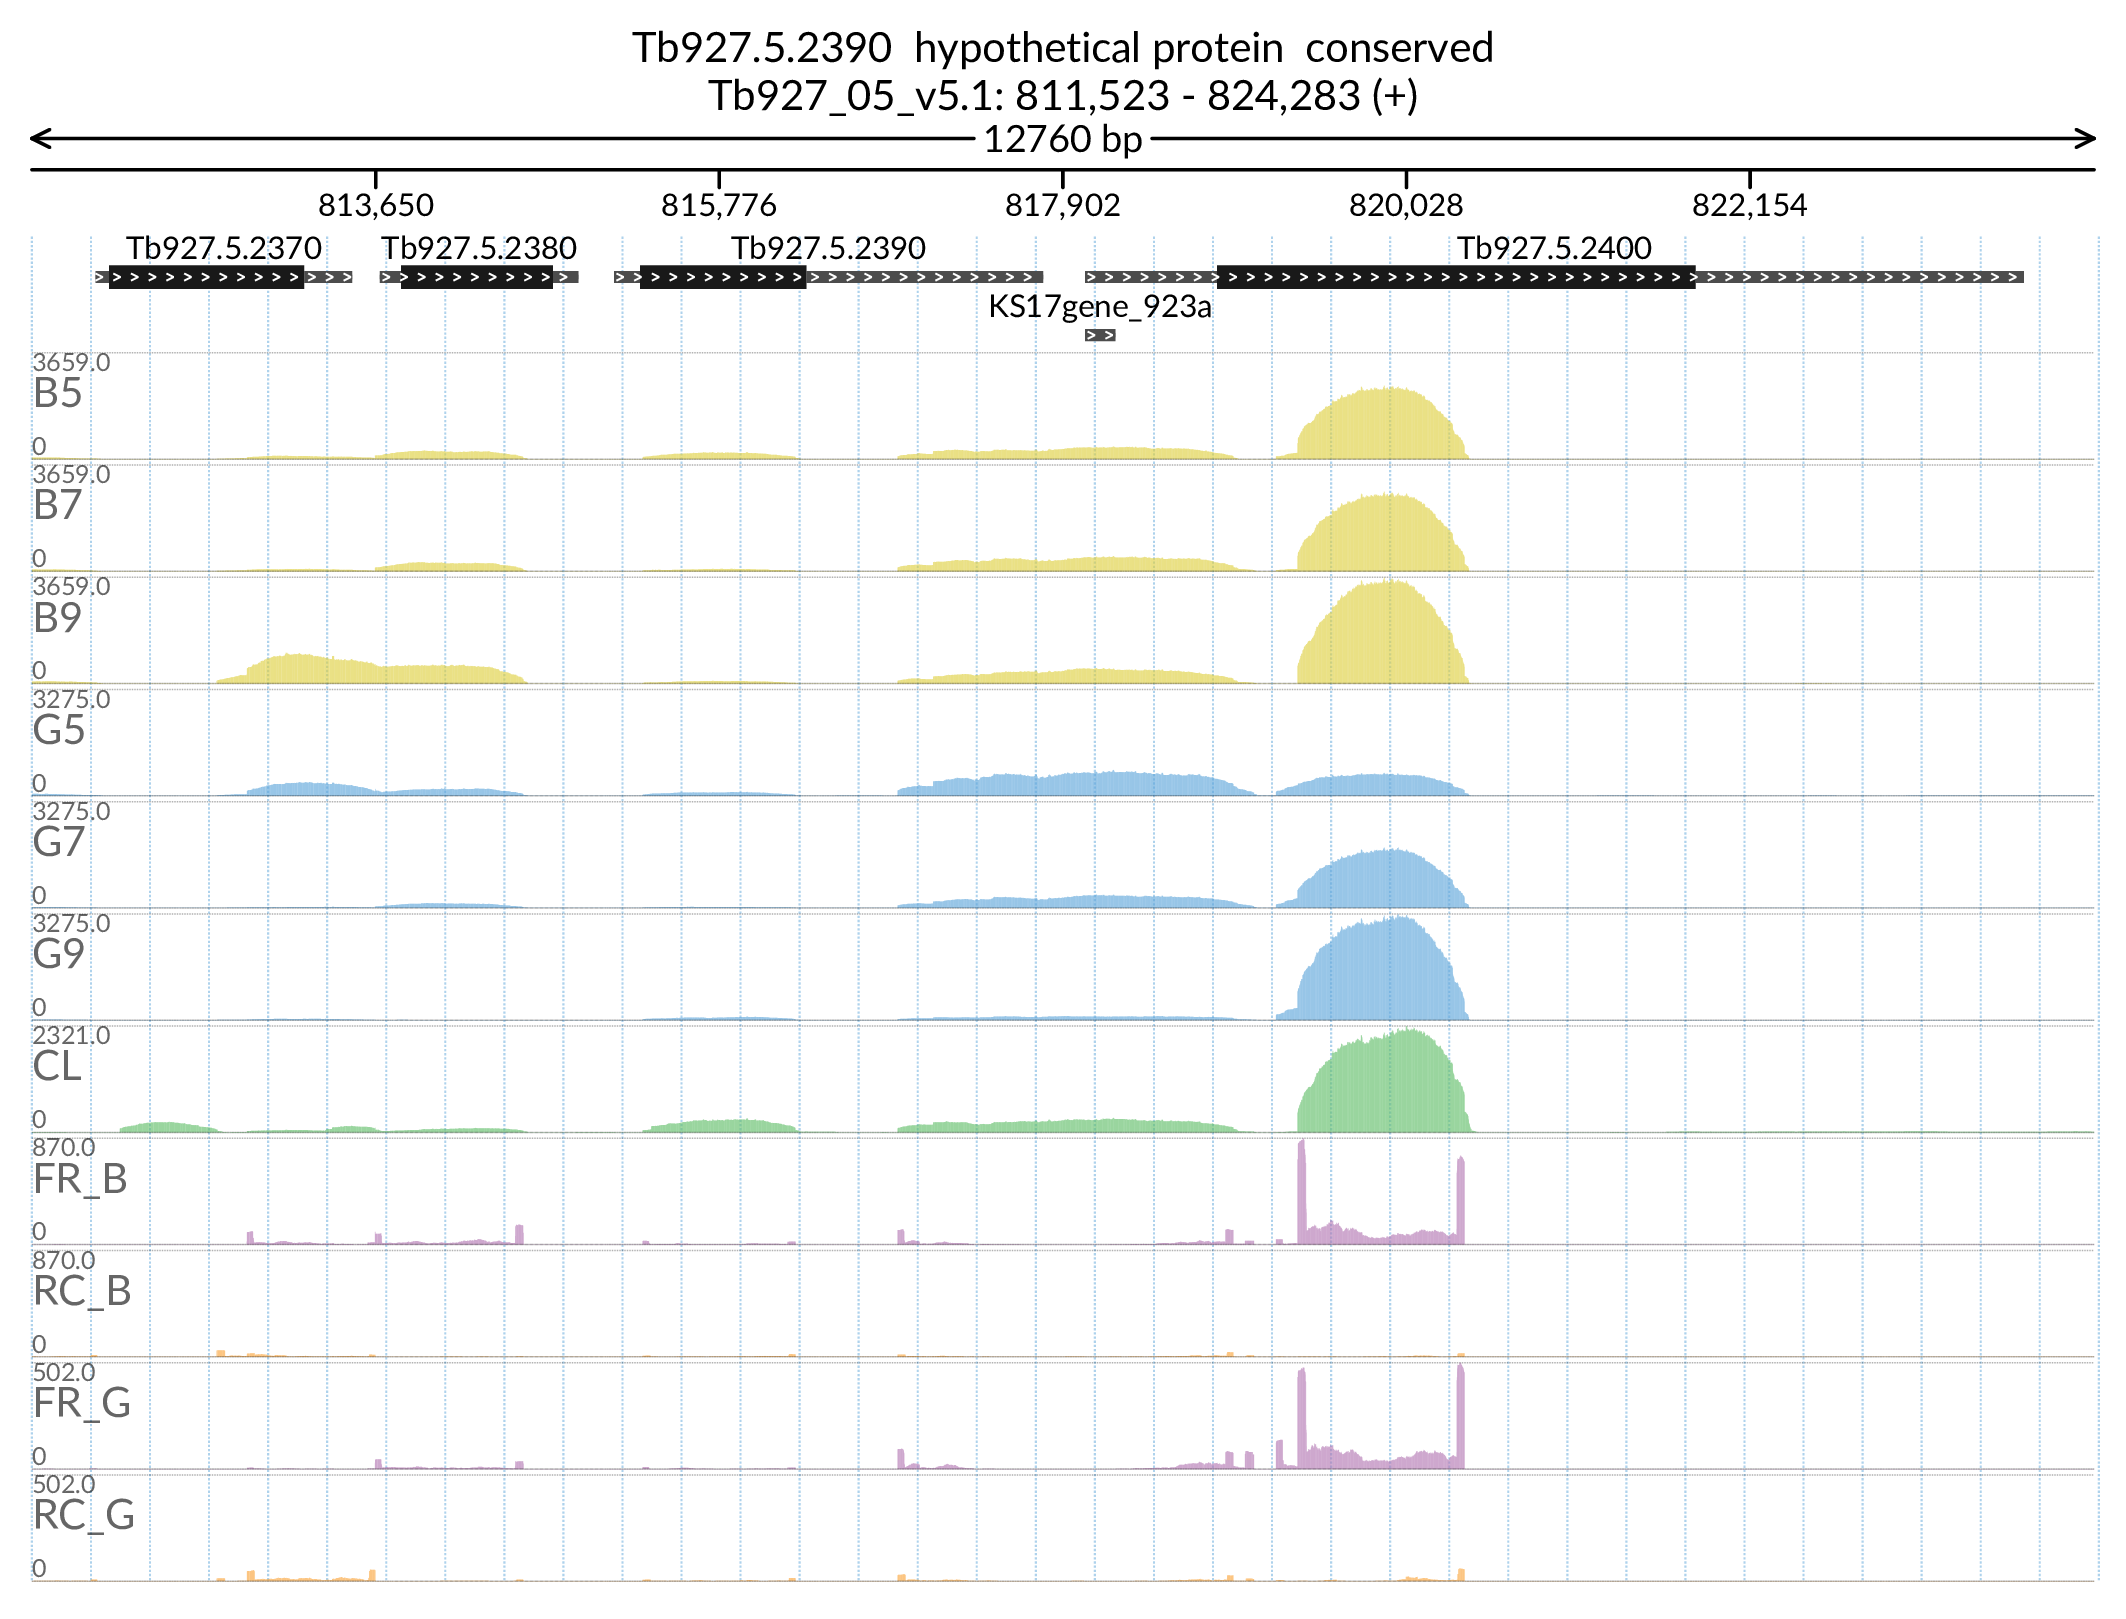 Tb927.5.2390  hypothetical protein  conserved
Tb927_05_v5.1: 811,523 - 824,283 (+)
12760 bp
813,650 815,776 817,902 820,028 822,154
Tb927.5.2370 Tb927.5.2380 Tb927.5.2390 Tb927.5.2400
KS17gene_923a
3659.0
B5
0
3659.0
B7
0
3659.0
B9
0
3275.0
G5
0
3275.0
G7
0
3275.0
G9
0
2321.0
CL
0
870.0
FR_B
0
870.0
RC_B
0
502.0
FR_G
0
502.0
RC_G
0